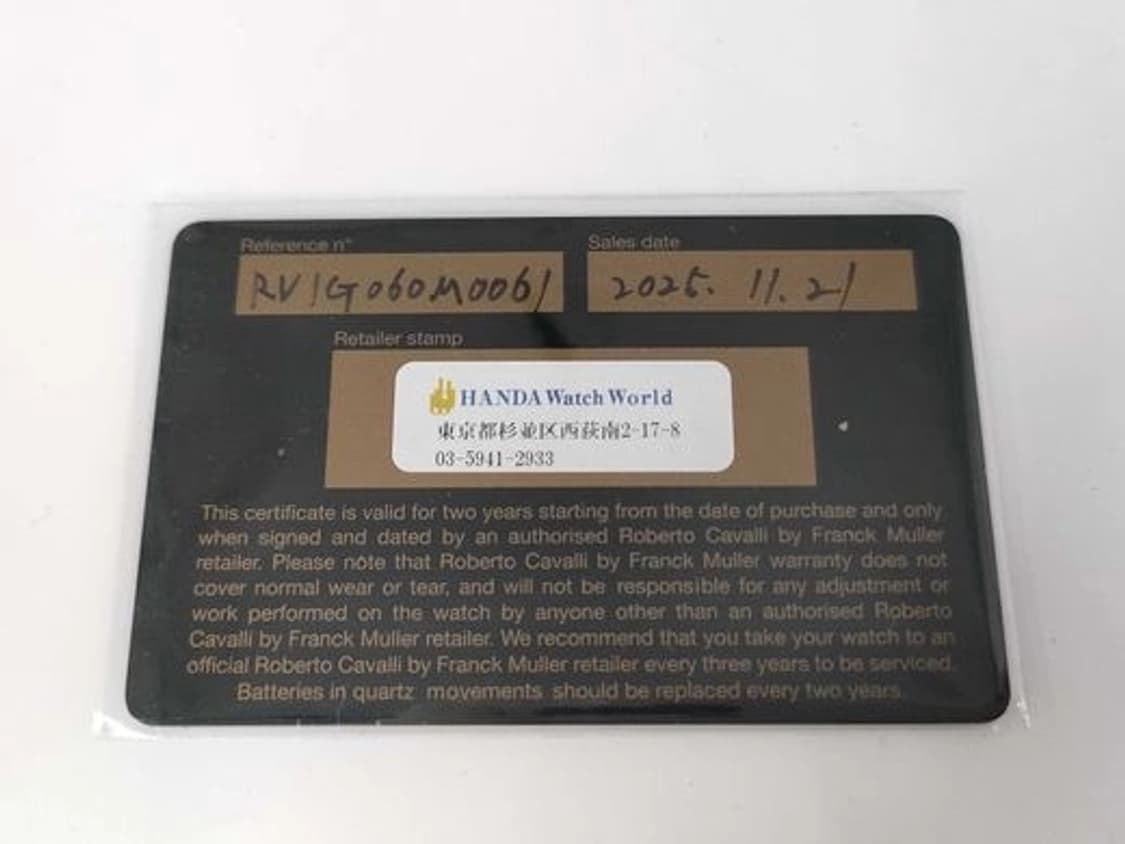 Reference n° Sales date
RV1G060M0061 2025. 11. 21
Retailer stamp
HANDA Watch World
東京都杉並区西荻南2-17-8
03-5941-2933
This certificate is valid for two years starting from the date of purchase and only
when signed and dated by an authorised Roberto Cavalli by Franck Muller
retailer. Please note that Roberto Cavalli by Franck Muller warranty does not
cover normal wear or tear, and will not be responsible for any adjustment or
work performed on the watch by anyone other than an authorised Roberto
Cavalli by Franck Muller retailer. We recommend that you take your watch to an
official Roberto Cavalli by Franck Muller retailer every three years to be serviced.
Batteries in quartz movements should be replaced every two years.